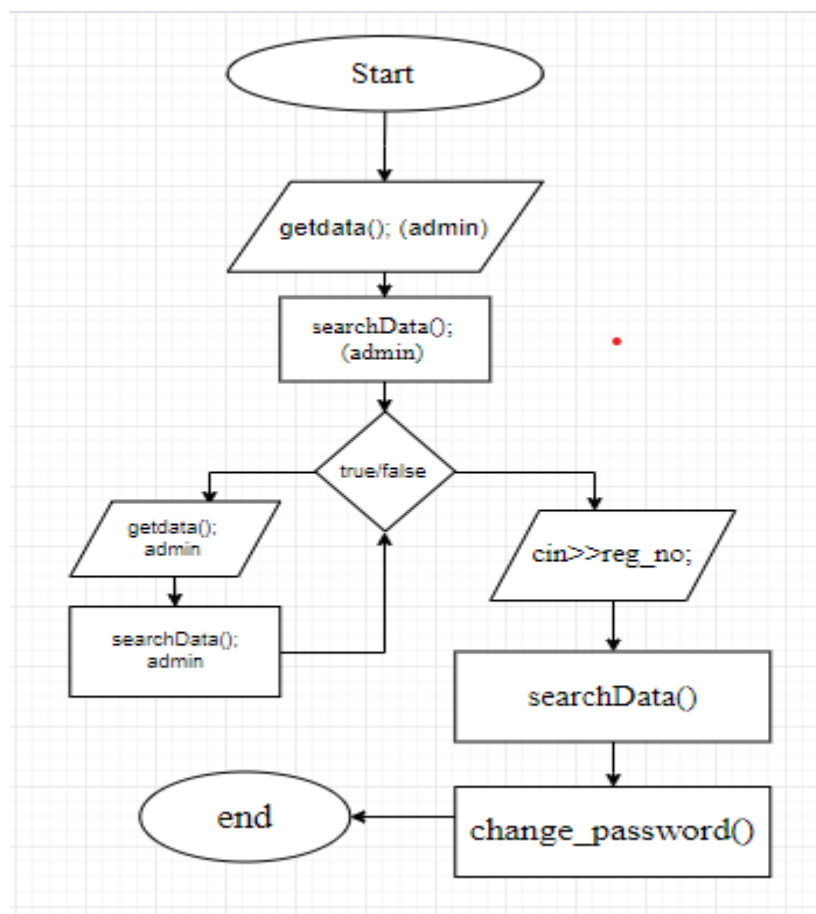 Start
getdata(); (admin)
searchData();
(admin)
true/false
getdata();
admin
cin>>reg_no;
searchData();
admin
searchData()
change_password()
end